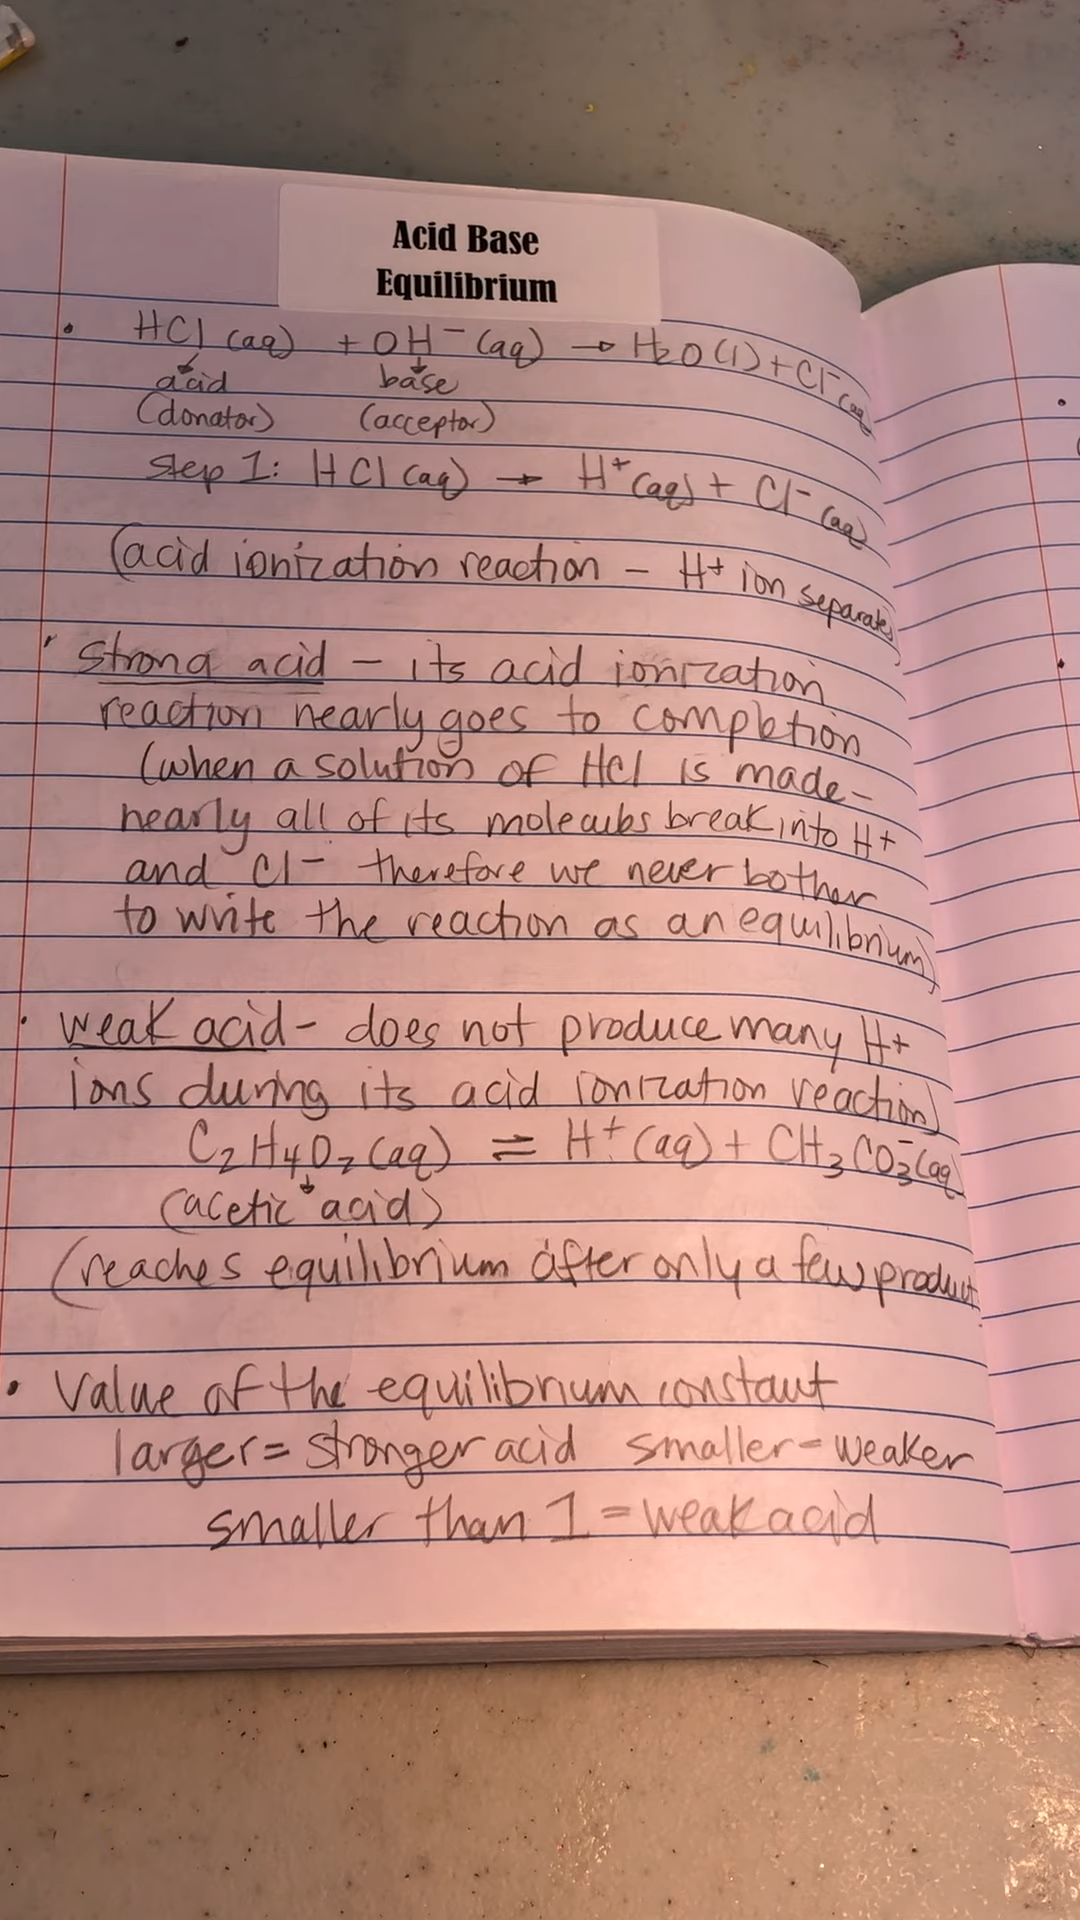 Acid Base
Equilibrium
• HCl (aq) + OH⁻ (aq) → H₂O (l) + Cl⁻ (aq)
acid base
(donator) (acceptor)
step 1: HCl (aq) → H⁺ (aq) + Cl⁻ (aq)
(acid ionization reaction – H⁺ ion separates
• strong acid – its acid ionization
reaction nearly goes to completion
(when a solution of HCl is made –
nearly all of its molecules break into H+
and Cl⁻ therefore we never bother
to write the reaction as an equilibrium)
• weak acid – does not produce many H+
ions during its acid ionization reaction)
C₂H₄O₂ (aq) ⇌ H⁺ (aq) + CH₃CO₃⁻ (aq)
(acetic acid)
(reaches equilibrium after only a few product
• Value of the equilibrium constant
larger = stronger acid smaller = weaker
smaller than 1 = weak acid